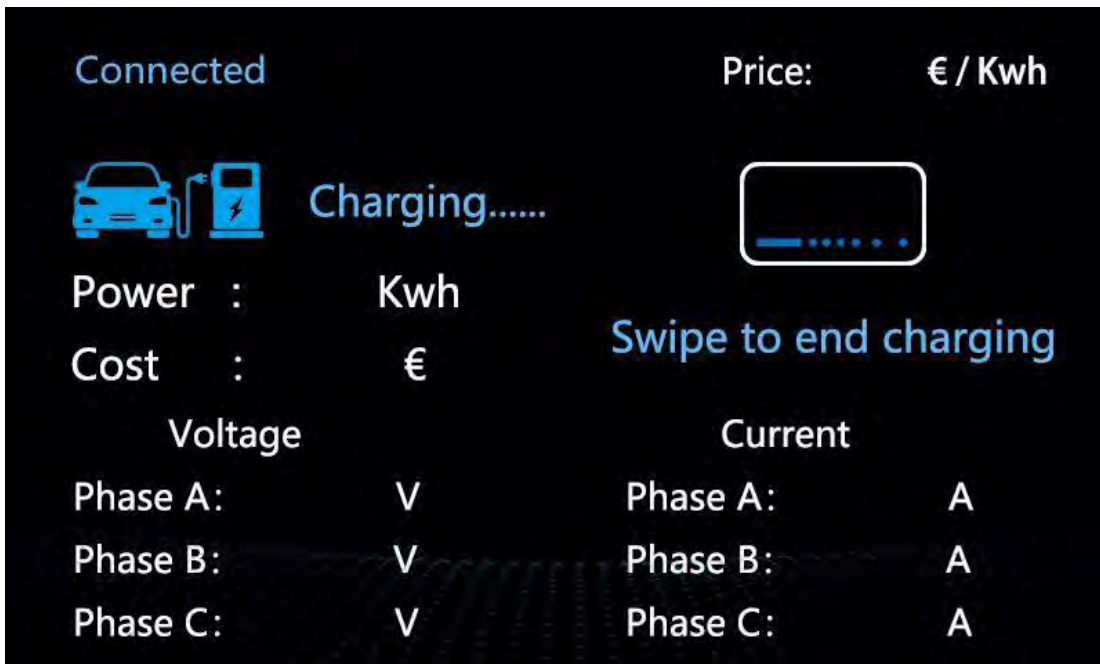 Connected
Price: € / Kwh
Charging......
Power : Kwh
Cost : €
Swipe to end charging
Voltage
Phase A: V
Phase B: V
Phase C: V
Current
Phase A: A
Phase B: A
Phase C: A